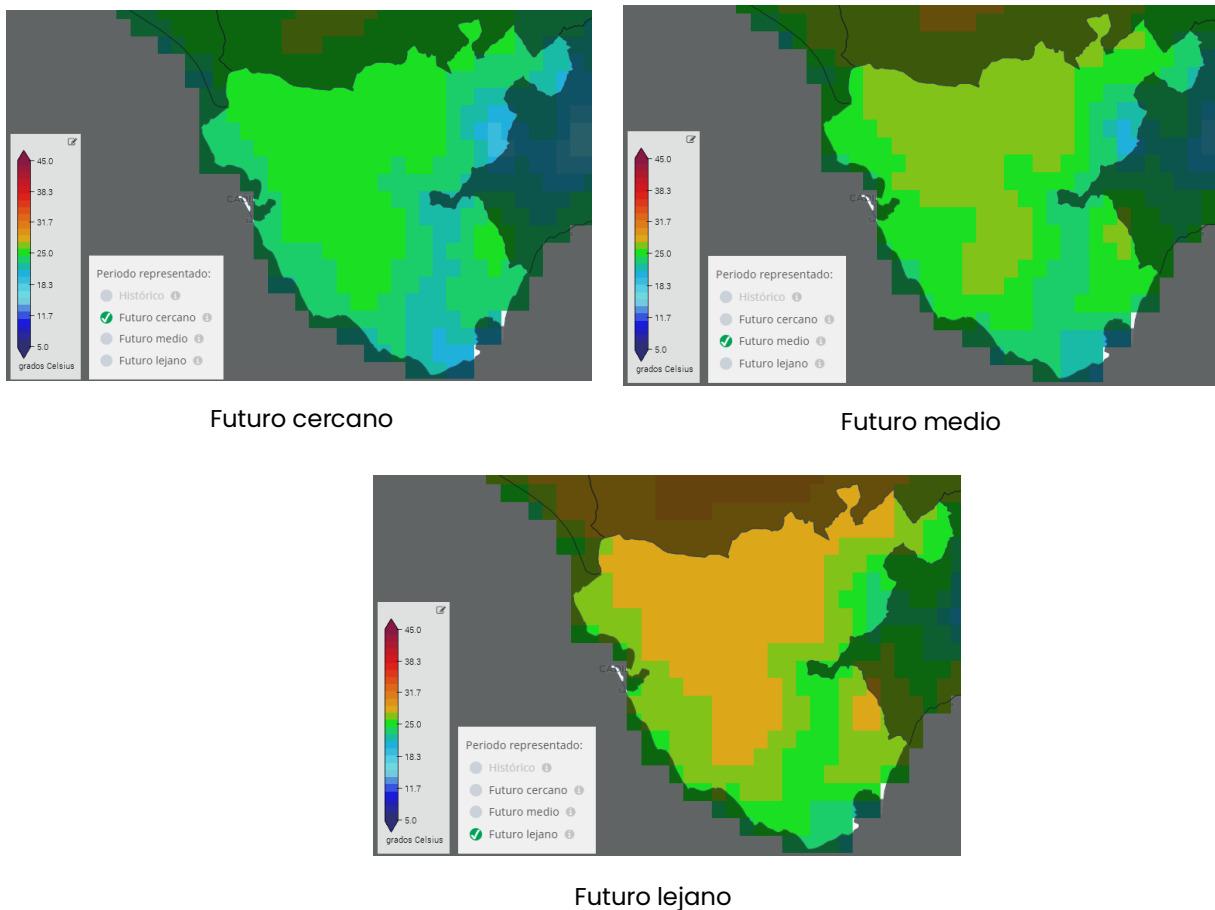 CÁDIZ
45.0
38.3
31.7
25.0
18.3
11.7
5.0
grados Celsius
Periodo representado:
Histórico
Futuro cercano
Futuro medio
Futuro lejano
Futuro cercano
CÁDIZ
45.0
38.3
31.7
25.0
18.3
11.7
5.0
grados Celsius
Periodo representado:
Histórico
Futuro cercano
Futuro medio
Futuro lejano
Futuro medio
CÁDIZ
45.0
38.3
31.7
25.0
18.3
11.7
5.0
grados Celsius
Periodo representado:
Histórico
Futuro cercano
Futuro medio
Futuro lejano
Futuro lejano